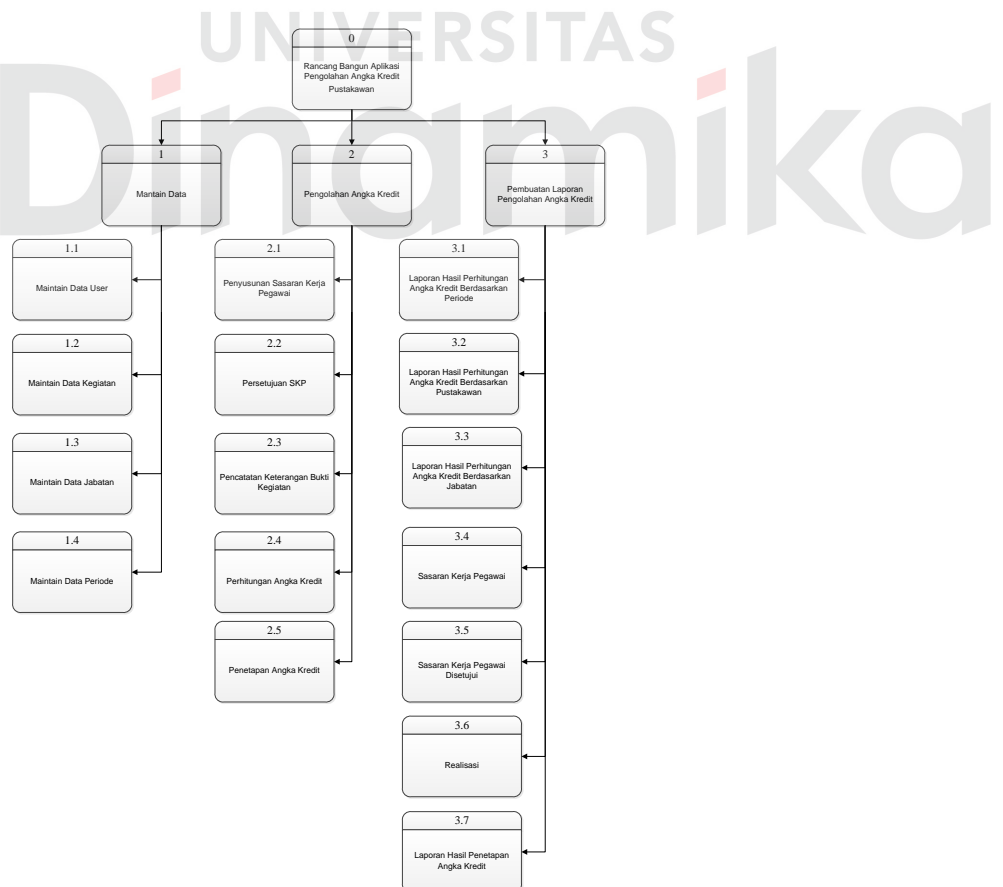 UNIVERSITAS
Dinamika
0
Rancang Bangun Aplikasi
Pengolahan Angka Kredit
Pustakawan
1
Mantain Data
2
Pengolahan Angka Kredit
3
Pembuatan Laporan
Pengolahan Angka Kredit
1.1
Maintain Data User
1.2
Maintain Data Kegiatan
1.3
Maintain Data Jabatan
1.4
Maintain Data Periode
2.1
Penyusunan Sasaran Kerja
Pegawai
2.2
Persetujuan SKP
2.3
Pencatatan Keterangan Bukti
Kegiatan
2.4
Perhitungan Angka Kredit
2.5
Penetapan Angka Kredit
3.1
Laporan Hasil Perhitungan
Angka Kredit Berdasarkan
Periode
3.2
Laporan Hasil Perhitungan
Angka Kredit Berdasarkan
Pustakawan
3.3
Laporan Hasil Perhitungan
Angka Kredit Berdasarkan
Jabatan
3.4
Sasaran Kerja Pegawai
3.5
Sasaran Kerja Pegawai
Disetujui
3.6
Realisasi
3.7
Laporan Hasil Penetapan
Angka Kredit